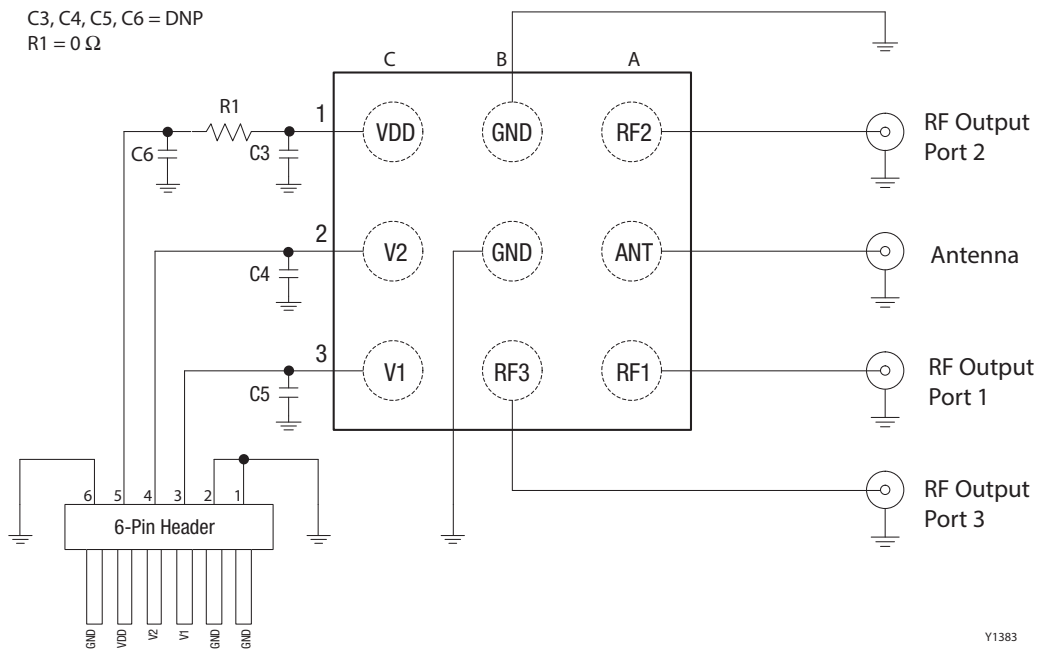 C3, C4, C5, C6 = DNP
R1 = 0 Ω
C B A
R1
1
VDD GND RF2
RF Output
Port 2
C6 C3
2
V2 GND ANT
Antenna
C4
3
V1 RF3 RF1
RF Output
Port 1
C5
RF Output
Port 3
6 5 4 3 2 1
6-Pin Header
GND VDD V2 V1 GND GND
Y1383